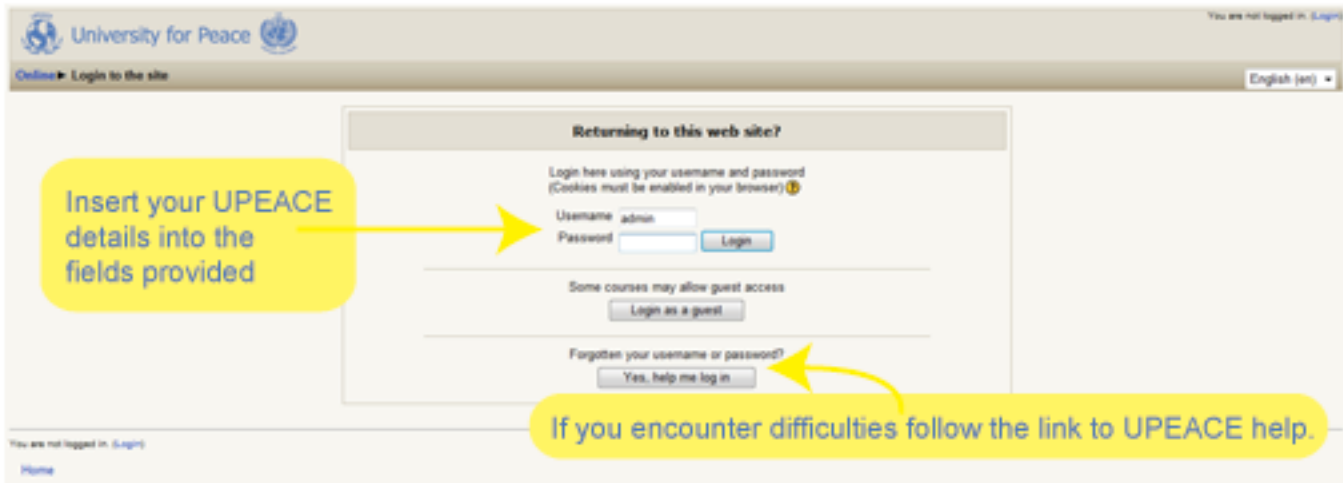 You are not logged in. (Login)
University for Peace
Online► Login to the site
English (en)
Returning to this web site?
Login here using your username and password
(Cookies must be enabled in your browser) ?
Insert your UPEACE
details into the
fields provided
Username admin
Password Login
Some courses may allow guest access
Login as a guest
Forgotten your username or password?
Yes, help me log in
If you encounter difficulties follow the link to UPEACE help.
You are not logged in. (Login)
Home